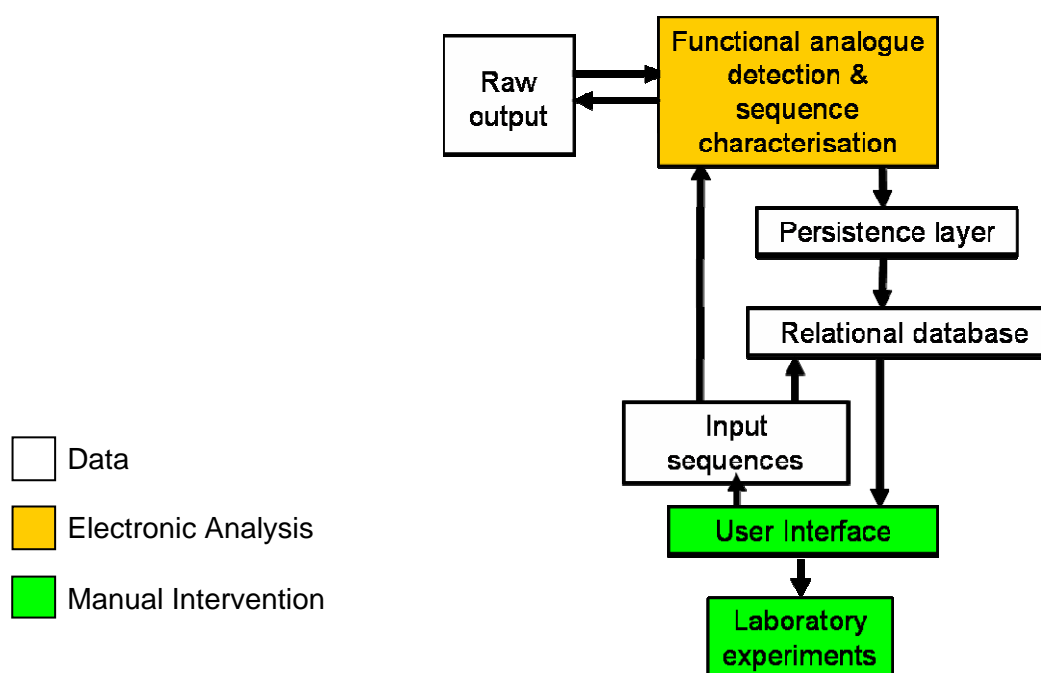 Functional analogue
detection &
sequence
characterisation
Raw
output
Persistence layer
Relational database
Input
sequences
User Interface
Laboratory
experiments
Data
Electronic Analysis
Manual Intervention